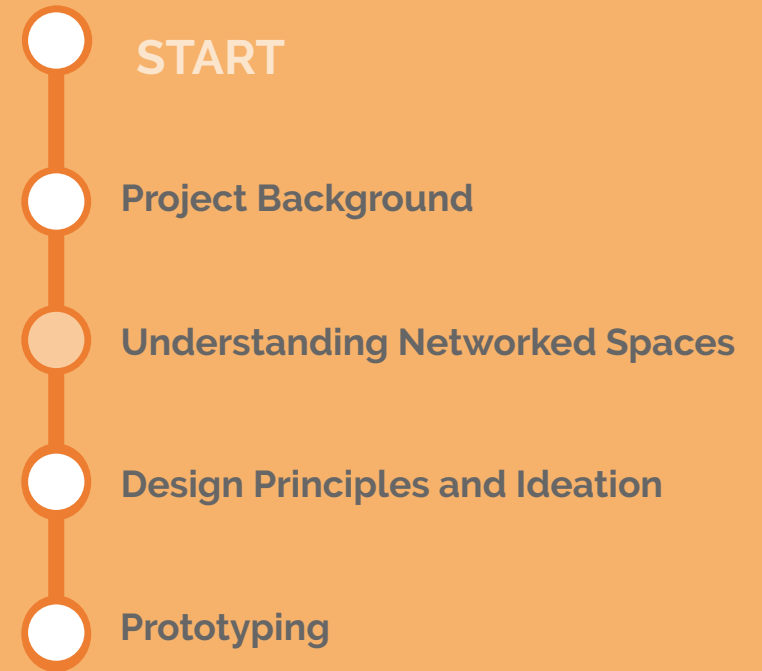 START
Project Background
Understanding Networked Spaces
Design Principles and Ideation
Prototyping